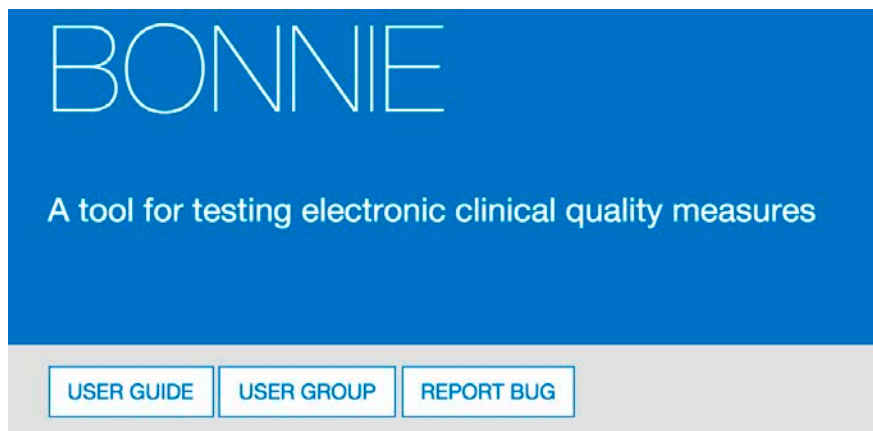 BONNIE
A tool for testing electronic clinical quality measures
USER GUIDE USER GROUP REPORT BUG